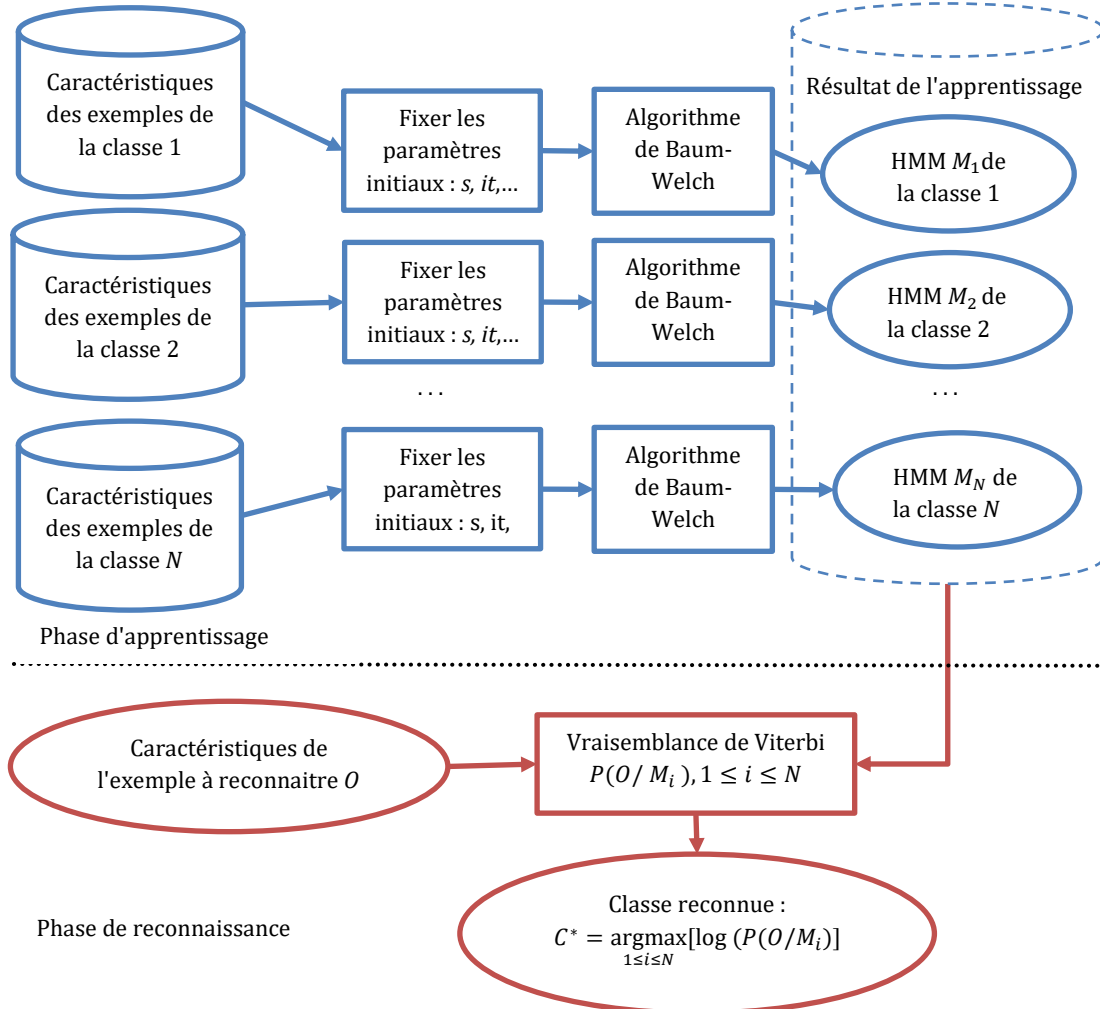 Caractéristiques
des exemples de
la classe 1
Fixer les
paramètres
initiaux : s, it,...
Algorithme
de Baum-
Welch
Résultat de l'apprentissage
HMM M₁de
la classe 1
Caractéristiques
des exemples de
la classe 2
Fixer les
paramètres
initiaux : s, it,...
Algorithme
de Baum-
Welch
HMM M₂ de
la classe 2
. . .
. . .
Caractéristiques
des exemples de
la classe N
Fixer les
paramètres
initiaux : s, it,
Algorithme
de Baum-
Welch
HMM M_N de
la classe N
Phase d'apprentissage
Caractéristiques de
l'exemple à reconnaitre O
Vraisemblance de Viterbi
P(O/ M_i ), 1 ≤ i ≤ N
Phase de reconnaissance
Classe reconnue :
C* = argmax[log (P(O/M_i)]
1≤i≤N